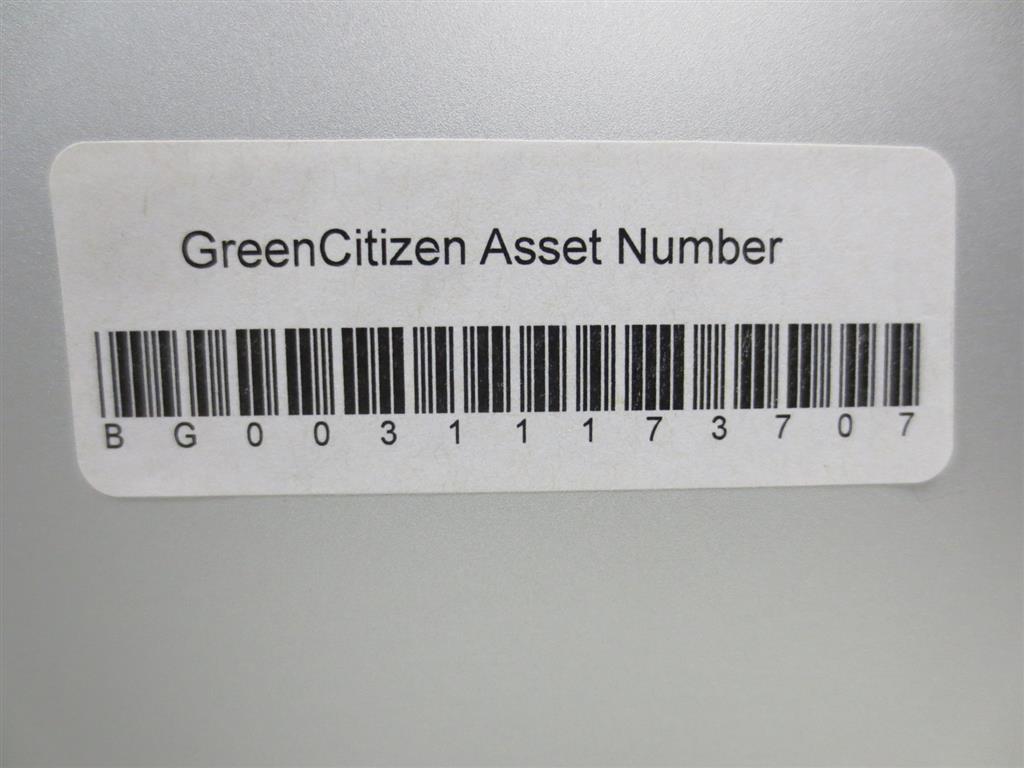 GreenCitizen Asset Number
B G 0 0 3 1 1 1 7 3 7 0 7